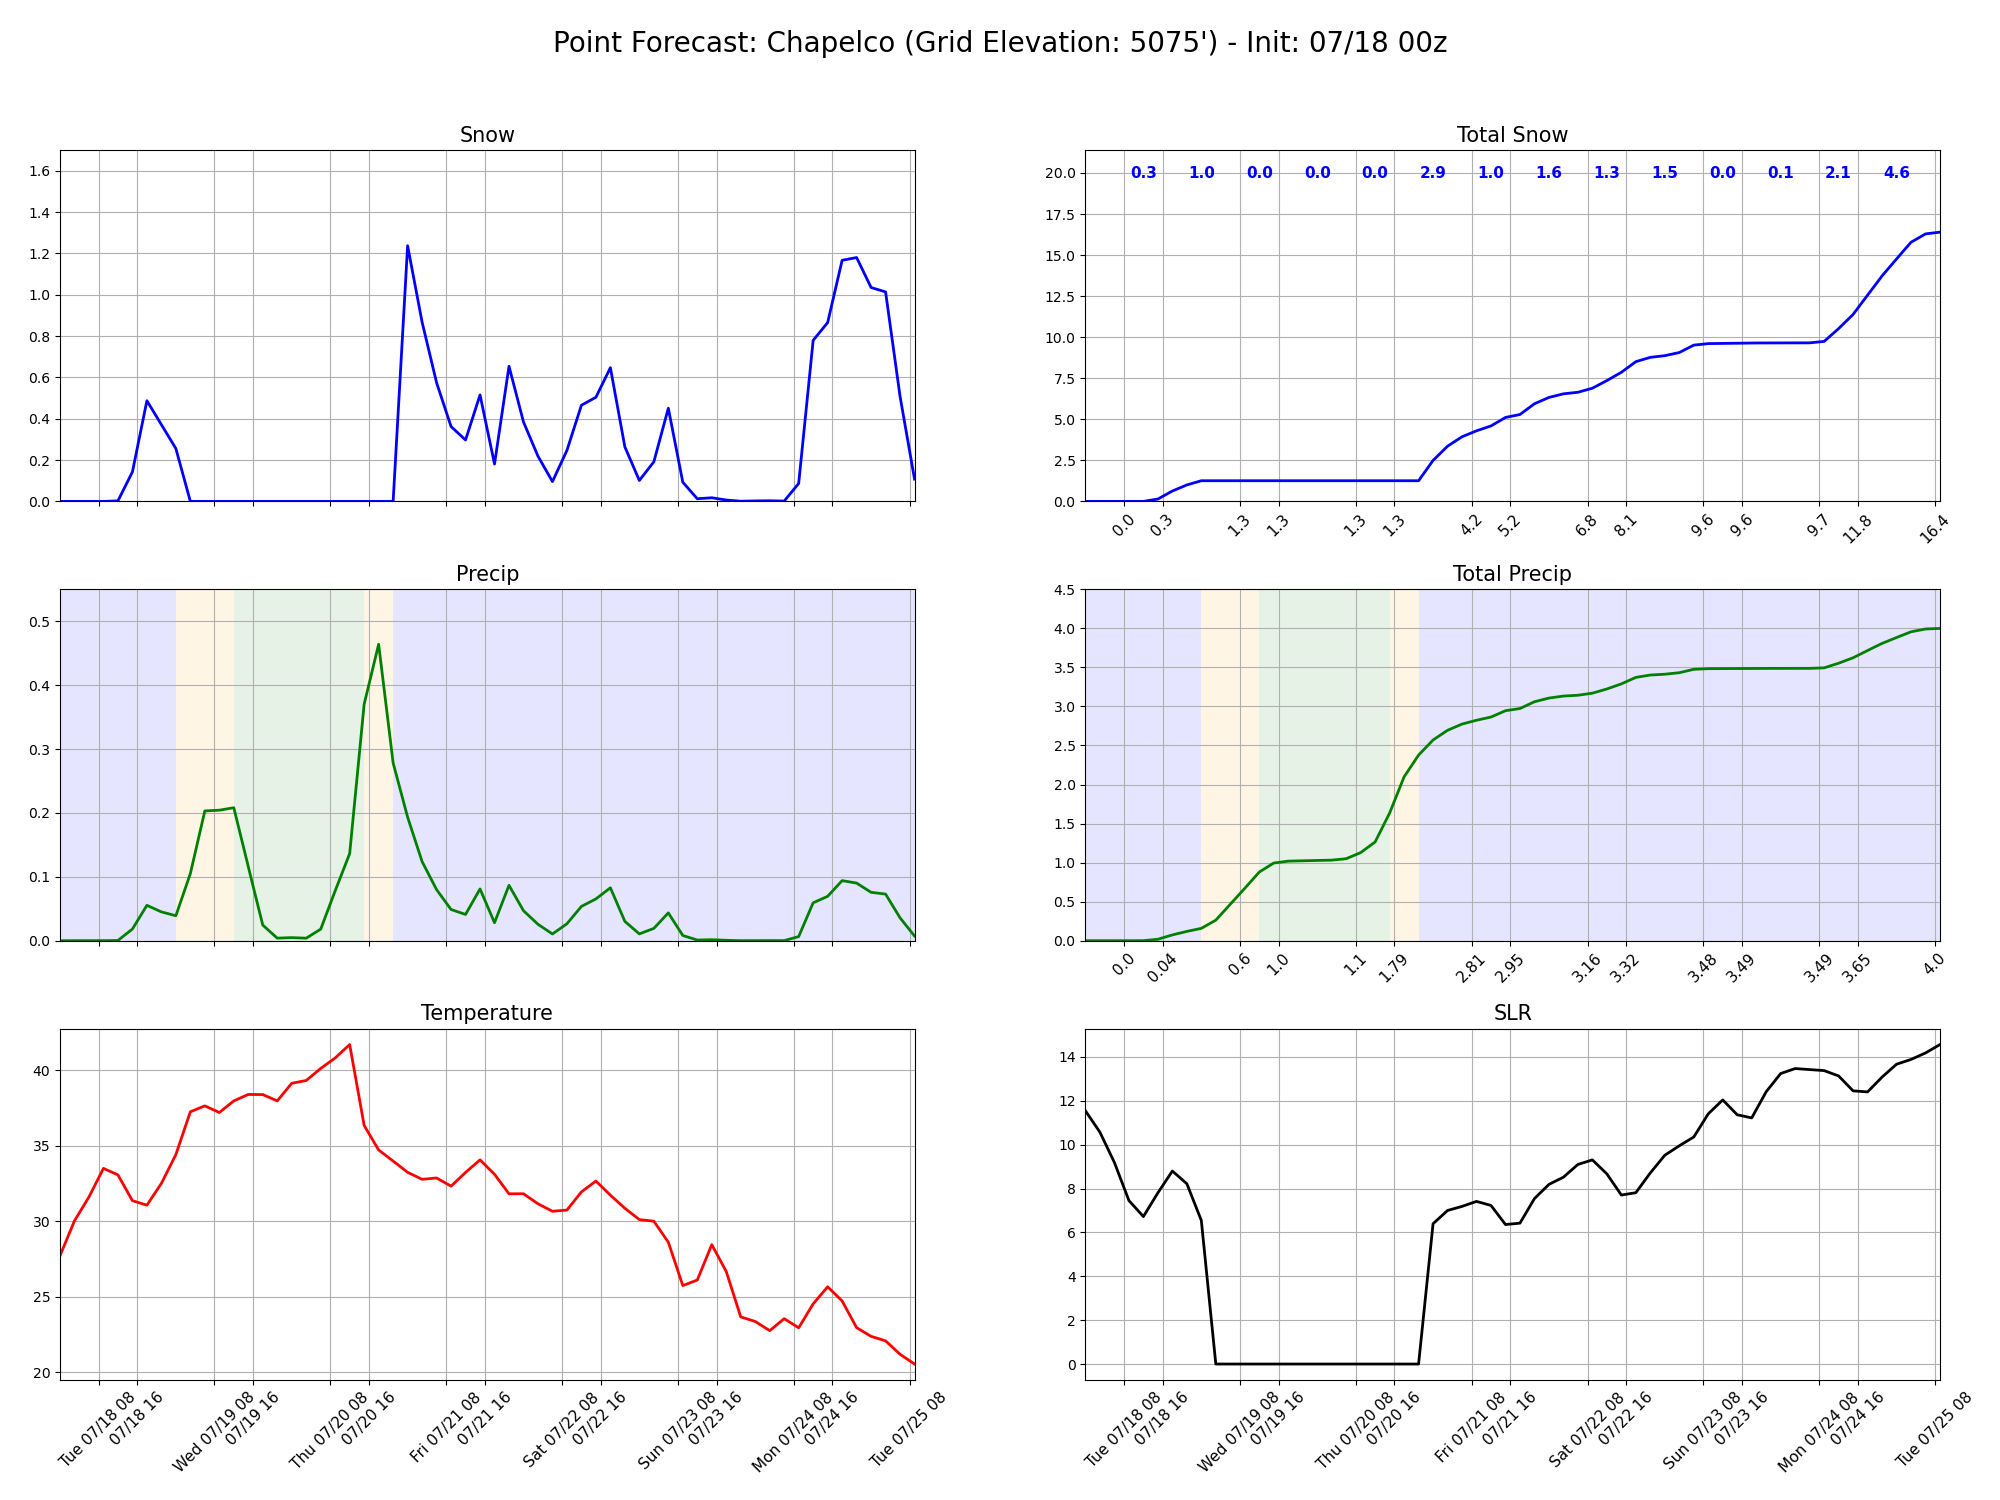 Point Forecast: Chapelco (Grid Elevation: 5075') - Init: 07/18 00z
Snow
1.6
1.4
1.2
1.0
0.8
0.6
0.4
0.2
0.0
Total Snow
20.0
17.5
15.0
12.5
10.0
7.5
5.0
2.5
0.0
0.3 1.0 0.0 0.0 0.0 2.9 1.0 1.6 1.3 1.5 0.0 0.1 2.1 4.6
0.0 0.3 1.3 1.3 1.3 1.3 4.2 5.2 6.8 8.1 9.6 9.6 9.7 11.8 16.4
Precip
0.5
0.4
0.3
0.2
0.1
0.0
Total Precip
4.5
4.0
3.5
3.0
2.5
2.0
1.5
1.0
0.5
0.0
0.0 0.04 0.6 1.0 1.1 1.79 2.81 2.95 3.16 3.32 3.48 3.49 3.49 3.65 4.0
Temperature
40
35
30
25
20
Tue 07/18 08
07/18 16
Wed 07/19 08
07/19 16
Thu 07/20 08
07/20 16
Fri 07/21 08
07/21 16
Sat 07/22 08
07/22 16
Sun 07/23 08
07/23 16
Mon 07/24 08
07/24 16
Tue 07/25 08
SLR
14
12
10
8
6
4
2
0
Tue 07/18 08
07/18 16
Wed 07/19 08
07/19 16
Thu 07/20 08
07/20 16
Fri 07/21 08
07/21 16
Sat 07/22 08
07/22 16
Sun 07/23 08
07/23 16
Mon 07/24 08
07/24 16
Tue 07/25 08